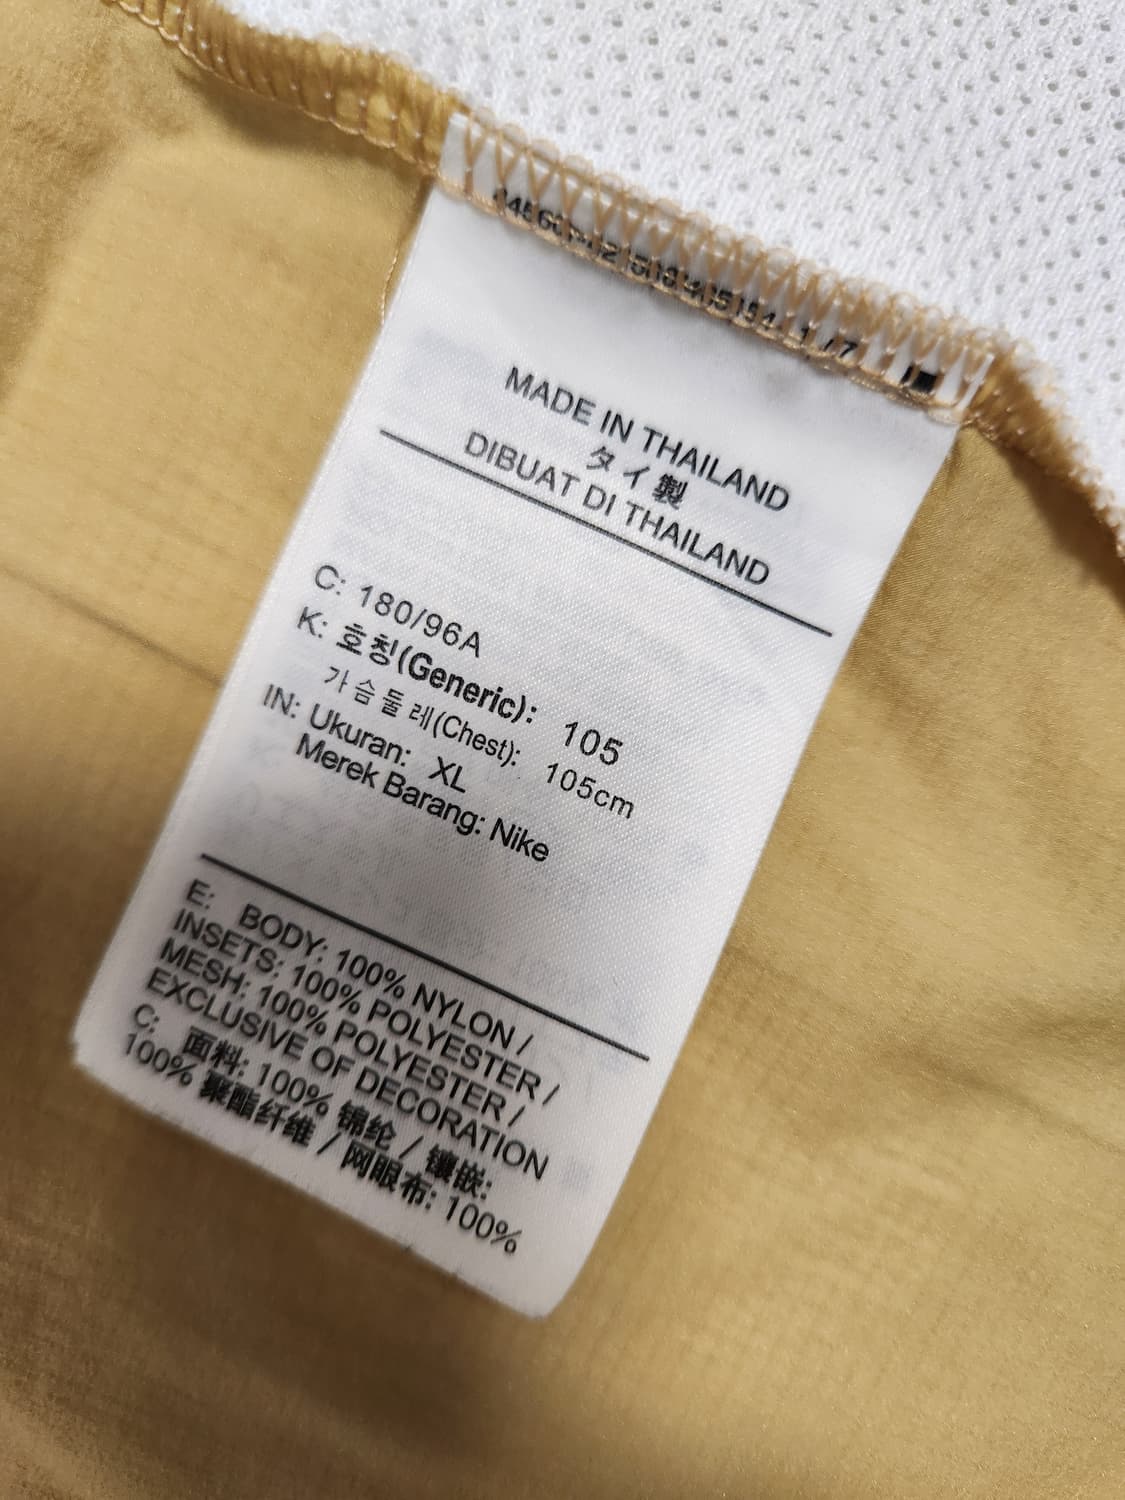 MADE IN THAILAND
タイ製
DIBUAT DI THAILAND
C: 180/96A
K: 호칭(Generic): 105
가슴둘레(Chest): 105cm
IN: Ukuran: XL
Merek Barang: Nike
E: BODY: 100% NYLON /
INSETS: 100% POLYESTER /
MESH: 100% POLYESTER /
EXCLUSIVE OF DECORATION
C: 面料: 100% 锦纶 / 镶嵌:
100% 聚酯纤维 / 网眼布: 100%